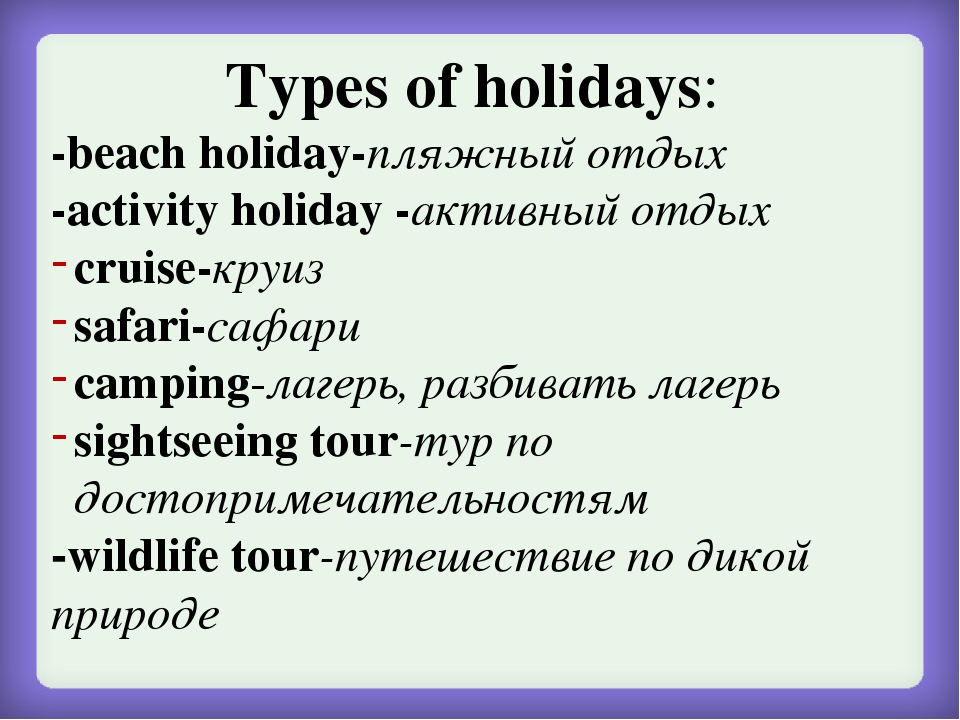 Types of holidays:
-beach holiday-пляжный отдых
-activity holiday -активный отдых
- cruise-круиз
- safari-сафари
- camping-лагерь, разбивать лагерь
- sightseeing tour-тур по
достопримечательностям
-wildlife tour-путешествие по дикой
природе